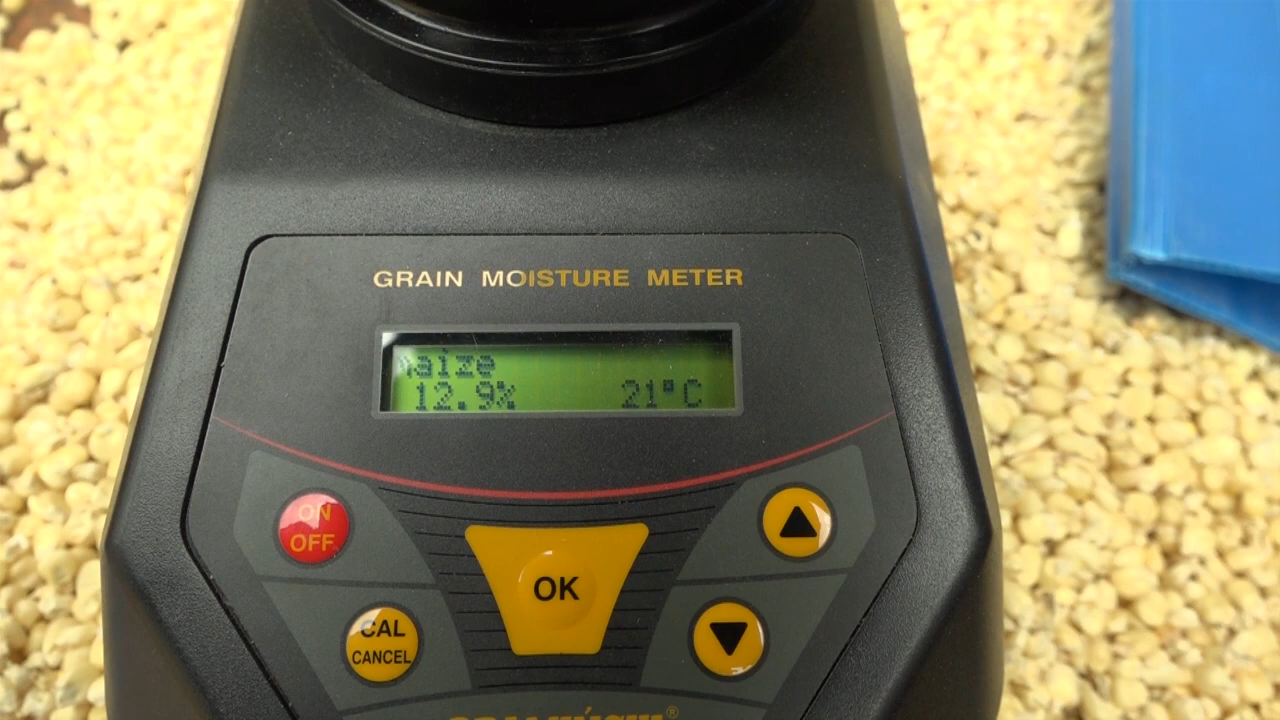 GRAIN MOISTURE METER
maize
12.9% 21°C
ON
OFF
OK
CAL
CANCEL